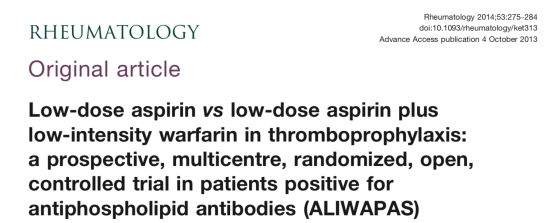 Rheumatology 2014;53:275–284
doi:10.1093/rheumatology/ket313
Advance Access publication 4 October 2013
RHEUMATOLOGY
Original article
Low-dose aspirin vs low-dose aspirin plus
low-intensity warfarin in thromboprophylaxis:
a prospective, multicentre, randomized, open,
controlled trial in patients positive for
antiphospholipid antibodies (ALIWAPAS)